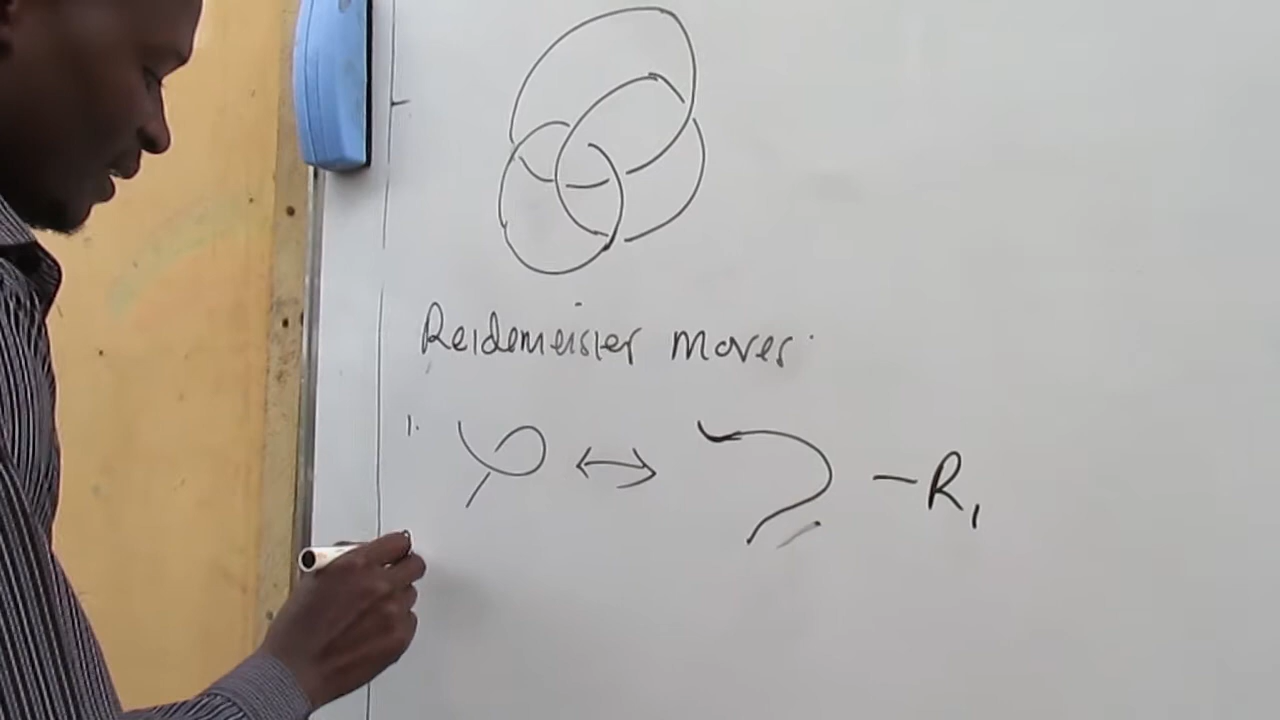 Reidemeister moves.
1. ↔ - R₁